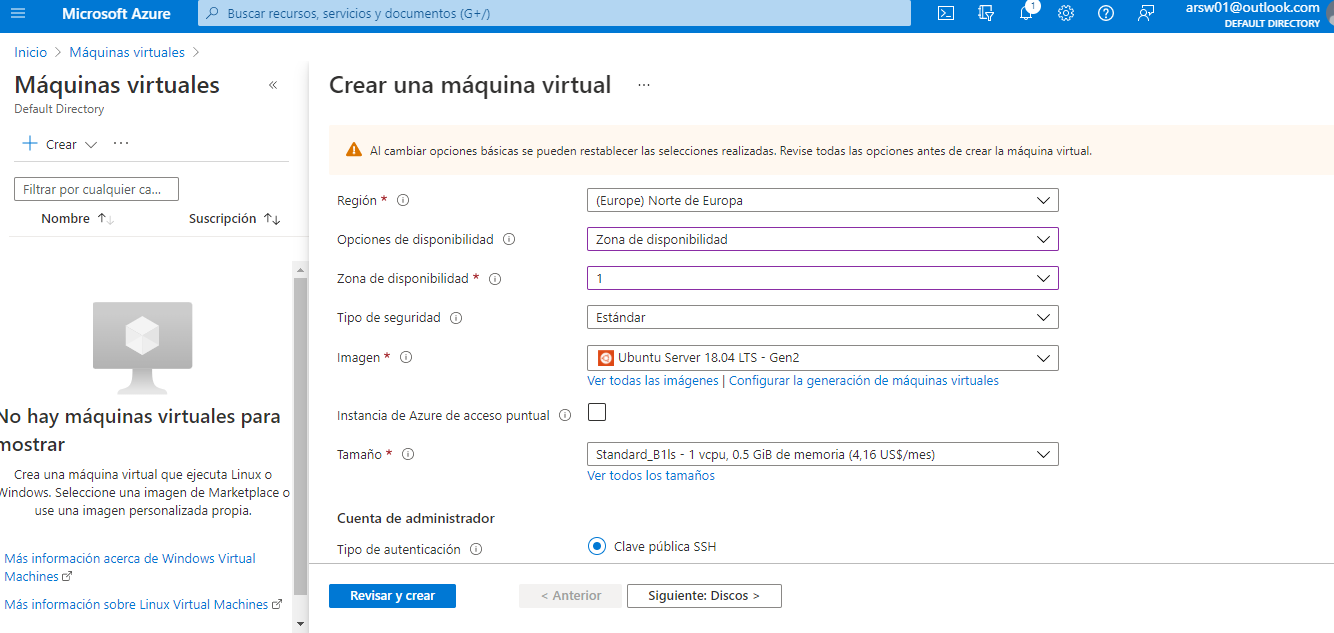 Microsoft Azure
Buscar recursos, servicios y documentos (G+/)
1
arsw01@outlook.com
DEFAULT DIRECTORY
Inicio > Máquinas virtuales >
Máquinas virtuales «
Default Directory
+ Crear ...
Filtrar por cualquier ca...
Nombre ↑↓ Suscripción ↑↓
No hay máquinas virtuales para
mostrar
Crea una máquina virtual que ejecuta Linux o
Windows. Seleccione una imagen de Marketplace o
use una imagen personalizada propia.
Más información acerca de Windows Virtual
Machines
Más información sobre Linux Virtual Machines
Crear una máquina virtual ...
Al cambiar opciones básicas se pueden restablecer las selecciones realizadas. Revise todas las opciones antes de crear la máquina virtual.
Región * (Europe) Norte de Europa
Opciones de disponibilidad Zona de disponibilidad
Zona de disponibilidad * 1
Tipo de seguridad Estándar
Imagen * Ubuntu Server 18.04 LTS - Gen2
Ver todas las imágenes | Configurar la generación de máquinas virtuales
Instancia de Azure de acceso puntual
Tamaño * Standard_B1ls - 1 vcpu, 0.5 GiB de memoria (4,16 US$/mes)
Ver todos los tamaños
Cuenta de administrador
Tipo de autenticación Clave pública SSH
Revisar y crear < Anterior Siguiente: Discos >